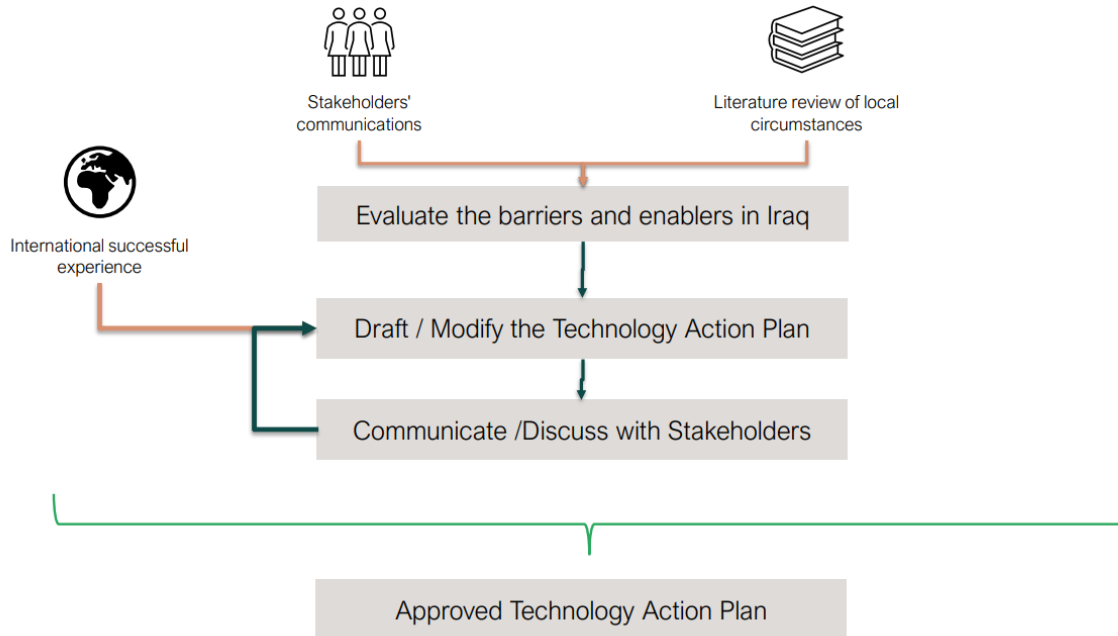 Stakeholders'
communications
Literature review of local
circumstances
International successful
experience
Evaluate the barriers and enablers in Iraq
Draft / Modify the Technology Action Plan
Communicate /Discuss with Stakeholders
Approved Technology Action Plan